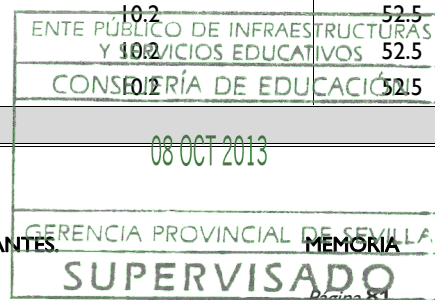 10.2 52.5
ENTE PÚBLICO DE INFRAESTRUCTURAS
Y SERVICIOS EDUCATIVOS
10.2 52.5
CONSEJERÍA DE EDUCACIÓN
10.2 52.5
08 OCT 2013
GERENCIA PROVINCIAL DE SEVILLA
ANTES. MEMORIA
SUPERVISADO
Página 81